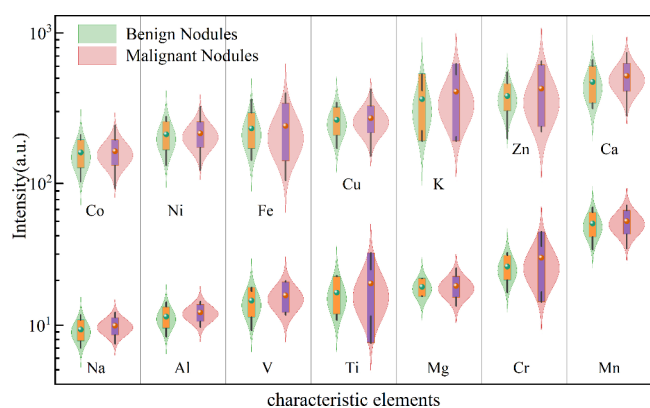 10³
Benign Nodules
Malignant Nodules
Intensity(a.u.)
Zn
Ca
Cu
K
10²
Co
Ni
Fe
10¹
Na
Al
V
Ti
Mg
Cr
Mn
characteristic elements